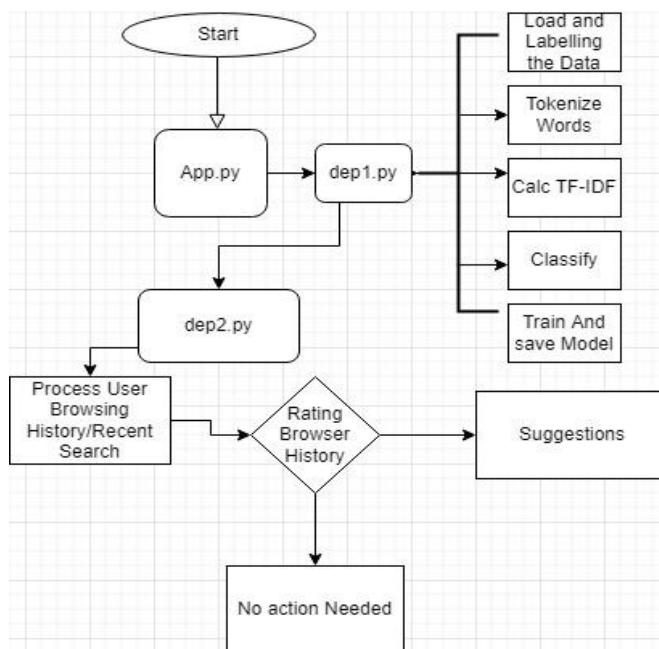 Start
Load and
Labelling
the Data
Tokenize
Words
App.py
dep1.py
Calc TF-IDF
Classify
dep2.py
Train And
save Model
Process User
Browsing
History/Recent
Search
Rating
Browser
History
Suggestions
No action Needed